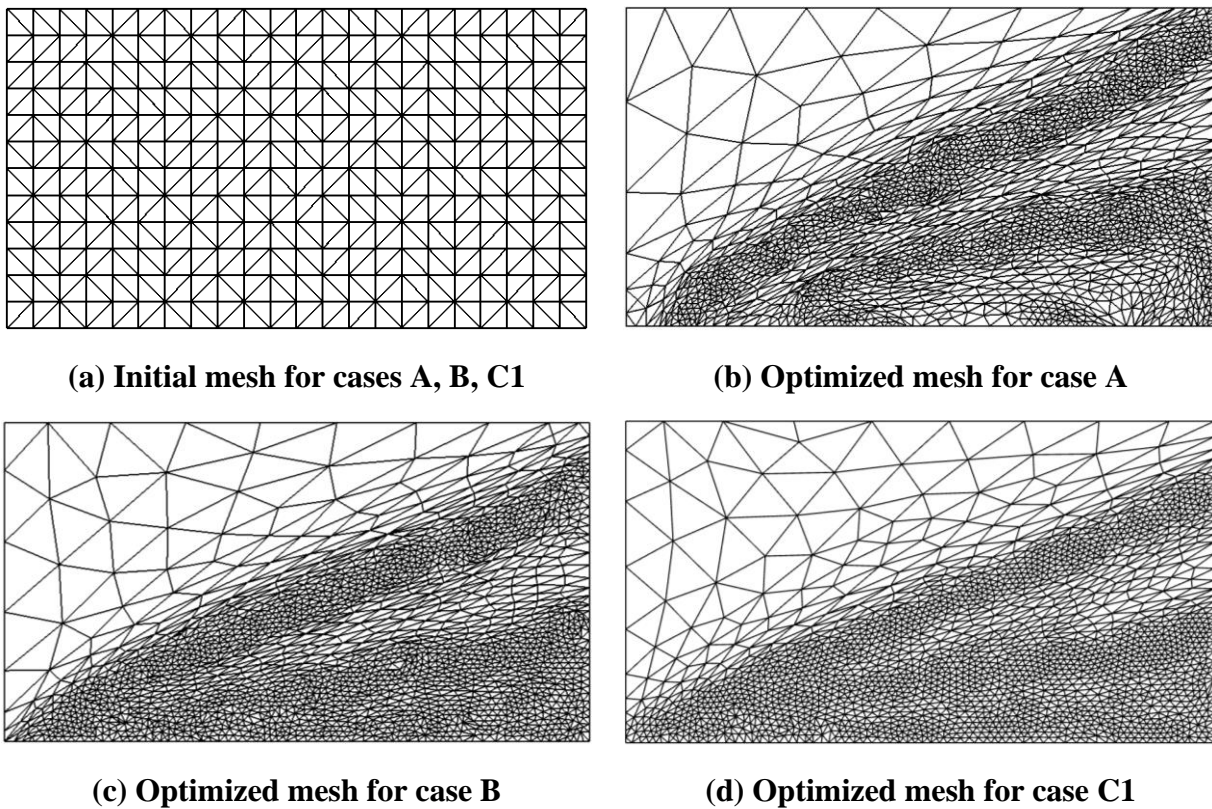 (a) Initial mesh for cases A, B, C1
(b) Optimized mesh for case A
(c) Optimized mesh for case B
(d) Optimized mesh for case C1